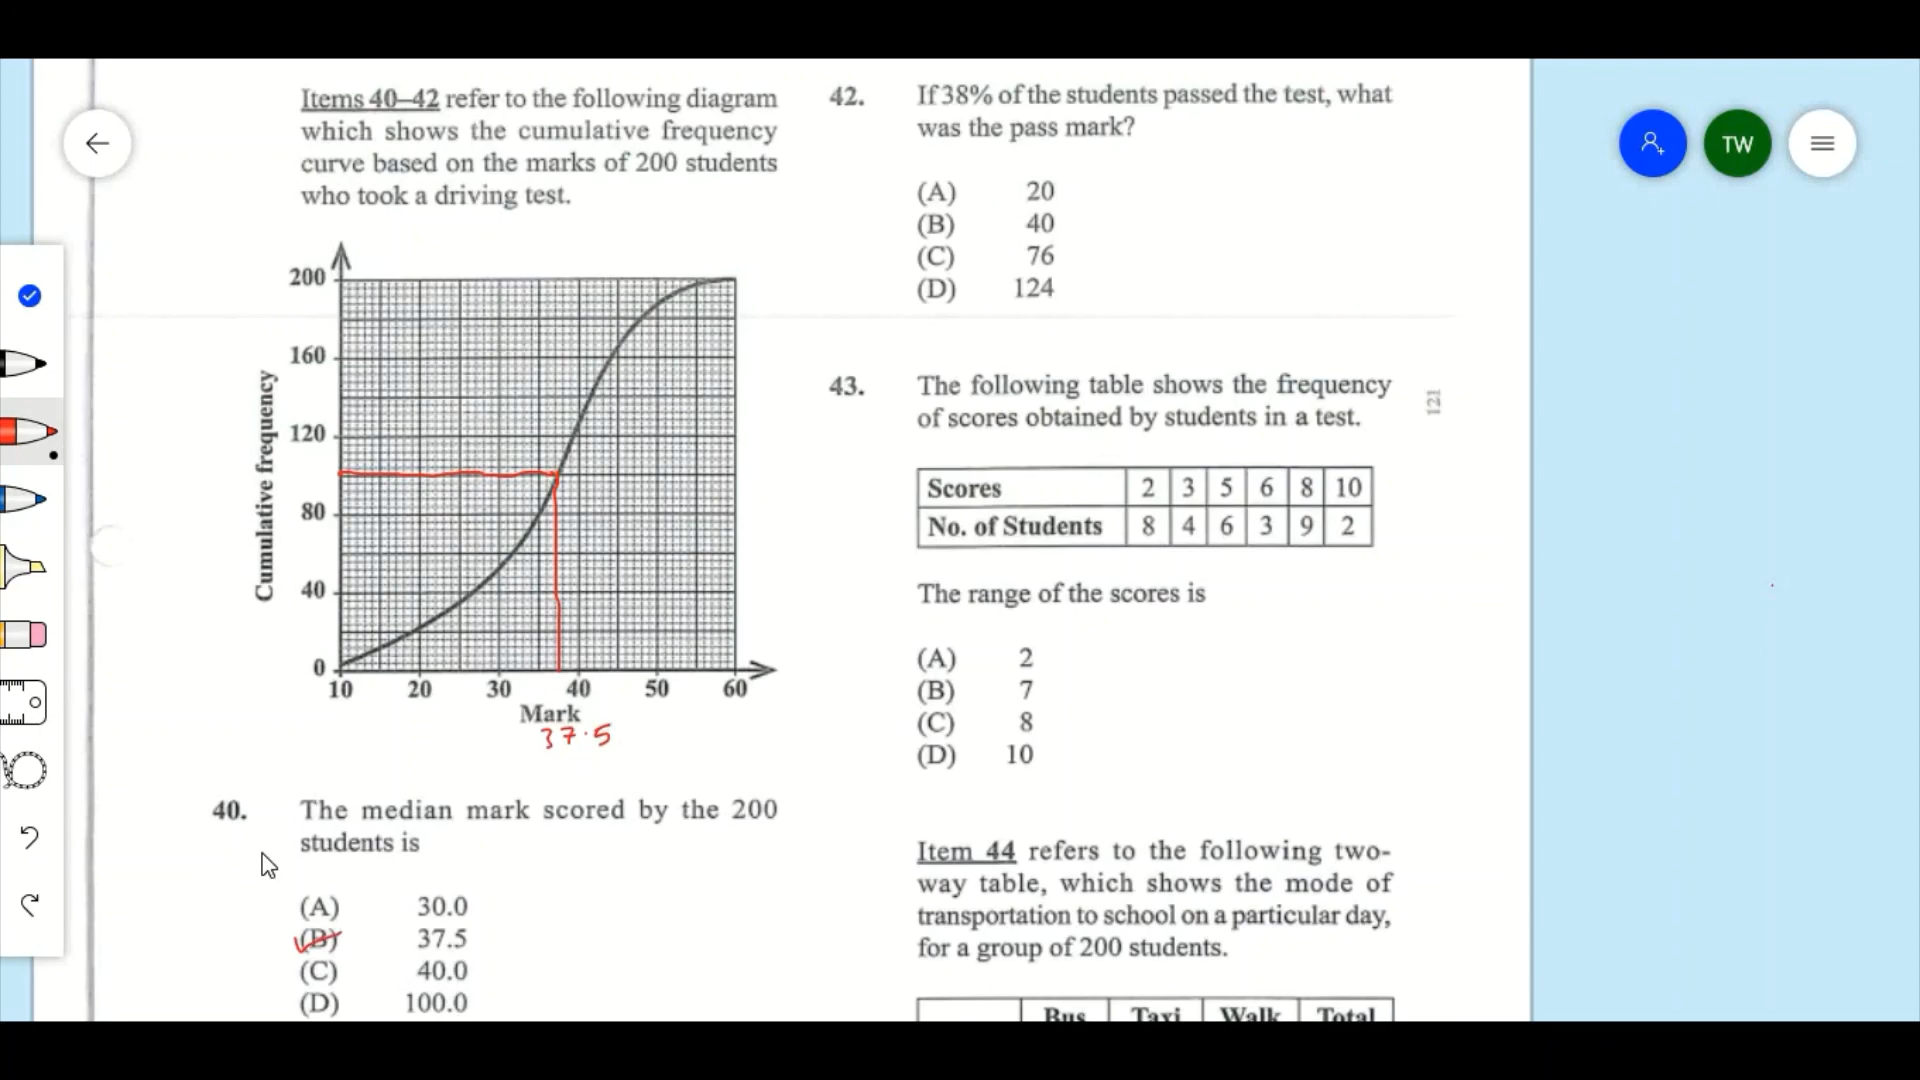 Items 40–42 refer to the following diagram
which shows the cumulative frequency
curve based on the marks of 200 students
who took a driving test.
200
160
120
80
40
0
Cumulative frequency
10 20 30 40 50 60
Mark
37.5
40. The median mark scored by the 200
students is
(A) 30.0
(B) 37.5
(C) 40.0
(D) 100.0
42. If 38% of the students passed the test, what
was the pass mark?
(A) 20
(B) 40
(C) 76
(D) 124
43. The following table shows the frequency
of scores obtained by students in a test.
Scores 2 3 5 6 8 10
No. of Students 8 4 6 3 9 2
The range of the scores is
(A) 2
(B) 7
(C) 8
(D) 10
Item 44 refers to the following two-
way table, which shows the mode of
transportation to school on a particular day,
for a group of 200 students.
Bus Taxi Walk Total
121
TW